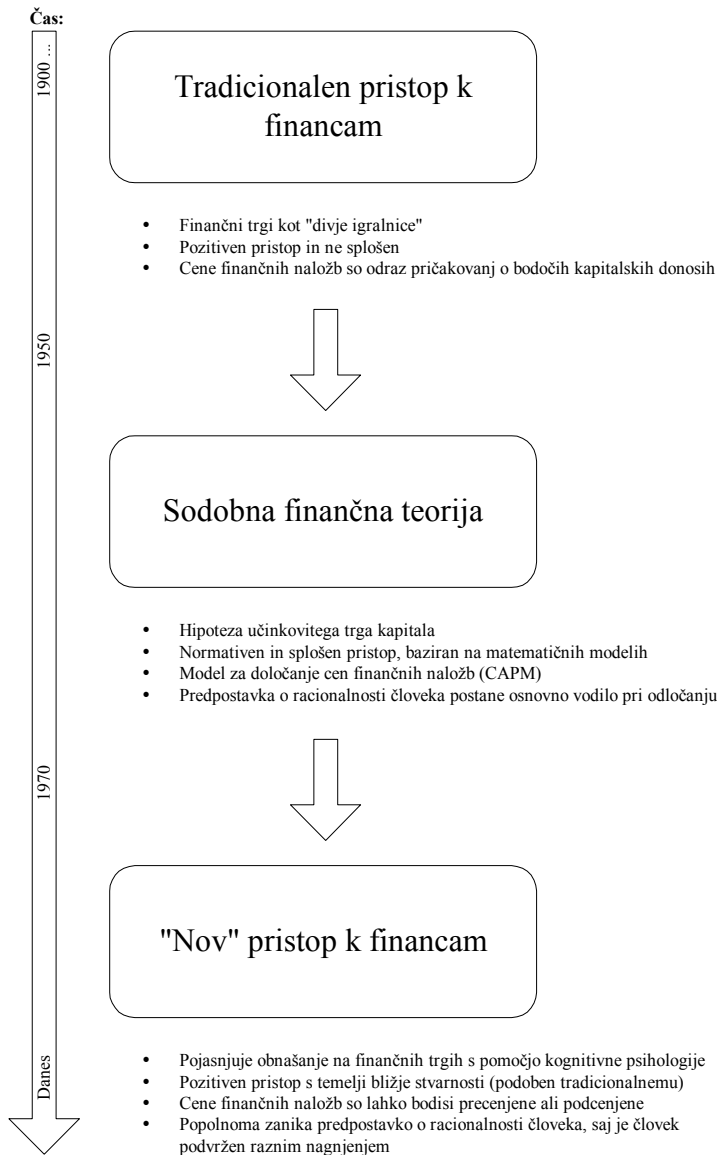 Čas:
1900 ...
Tradicionalen pristop k
financam
• Finančni trgi kot "divje igralnice"
• Pozitiven pristop in ne splošen
• Cene finančnih naložb so odraz pričakovanj o bodočih kapitalskih donosih
1950
Sodobna finančna teorija
• Hipoteza učinkovitega trga kapitala
• Normativen in splošen pristop, baziran na matematičnih modelih
• Model za določanje cen finančnih naložb (CAPM)
• Predpostavka o racionalnosti človeka postane osnovno vodilo pri odločanju
1970
"Nov" pristop k financam
• Pojasnjuje obnašanje na finančnih trgih s pomočjo kognitivne psihologije
• Pozitiven pristop s temelji bližje stvarnosti (podoben tradicionalnemu)
• Cene finančnih naložb so lahko bodisi precenjene ali podcenjene
• Popolnoma zanika predpostavko o racionalnosti človeka, saj je človek
podvržen raznim nagnjenjem
Danes